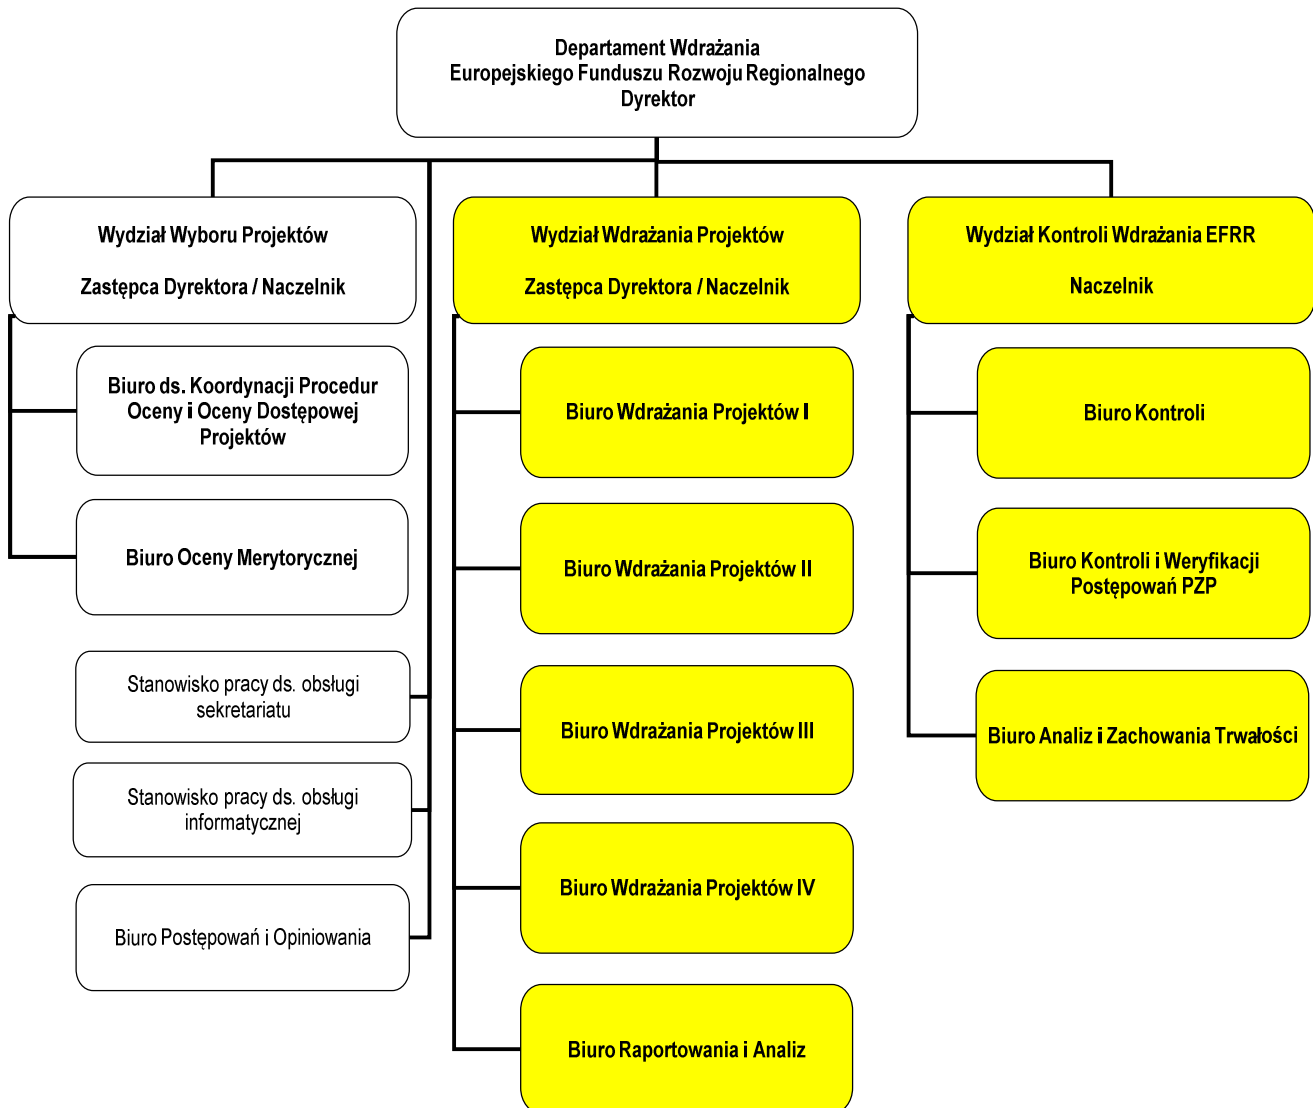 Departament Wdrażania
Europejskiego Funduszu Rozwoju Regionalnego
Dyrektor
Wydział Wyboru Projektów
Zastępca Dyrektora / Naczelnik
Biuro ds. Koordynacji Procedur
Oceny i Oceny Dostępowej
Projektów
Biuro Oceny Merytorycznej
Stanowisko pracy ds. obsługi
sekretariatu
Stanowisko pracy ds. obsługi
informatycznej
Biuro Postępowań i Opiniowania
Wydział Wdrażania Projektów
Zastępca Dyrektora / Naczelnik
Biuro Wdrażania Projektów I
Biuro Wdrażania Projektów II
Biuro Wdrażania Projektów III
Biuro Wdrażania Projektów IV
Biuro Raportowania i Analiz
Wydział Kontroli Wdrażania EFRR
Naczelnik
Biuro Kontroli
Biuro Kontroli i Weryfikacji
Postępowań PZP
Biuro Analiz i Zachowania Trwałości